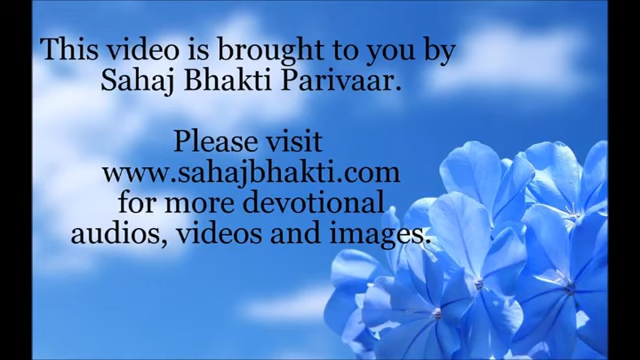 This video is brought to you by
Sahaj Bhakti Parivaar.
Please visit
www.sahajbhakti.com
for more devotional
audios, videos and images.